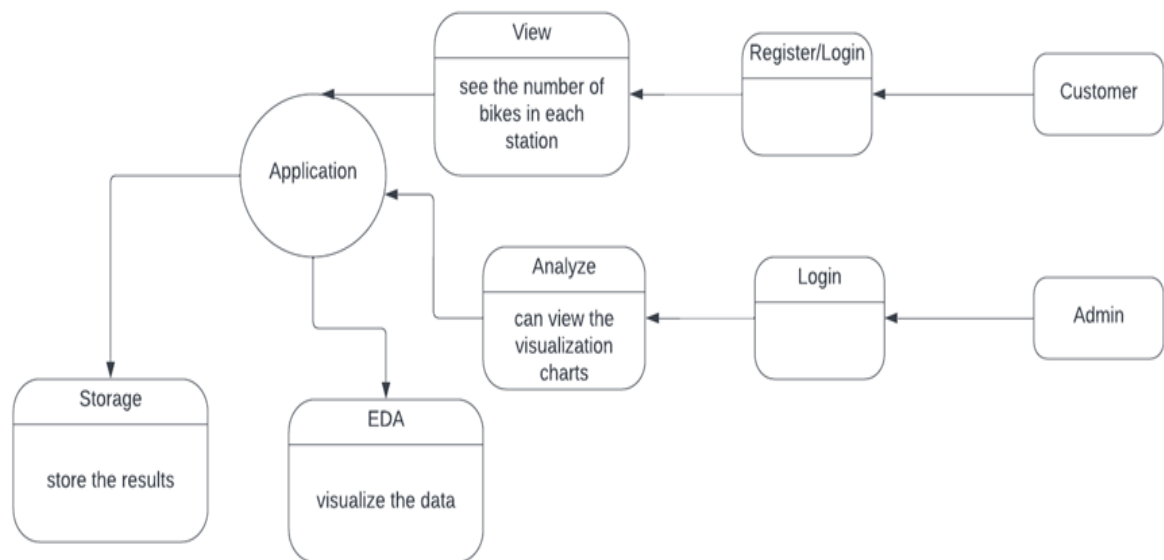 View
see the number of
bikes in each
station
Register/Login
Customer
Application
Analyze
can view the
visualization
charts
Login
Admin
Storage
store the results
EDA
visualize the data